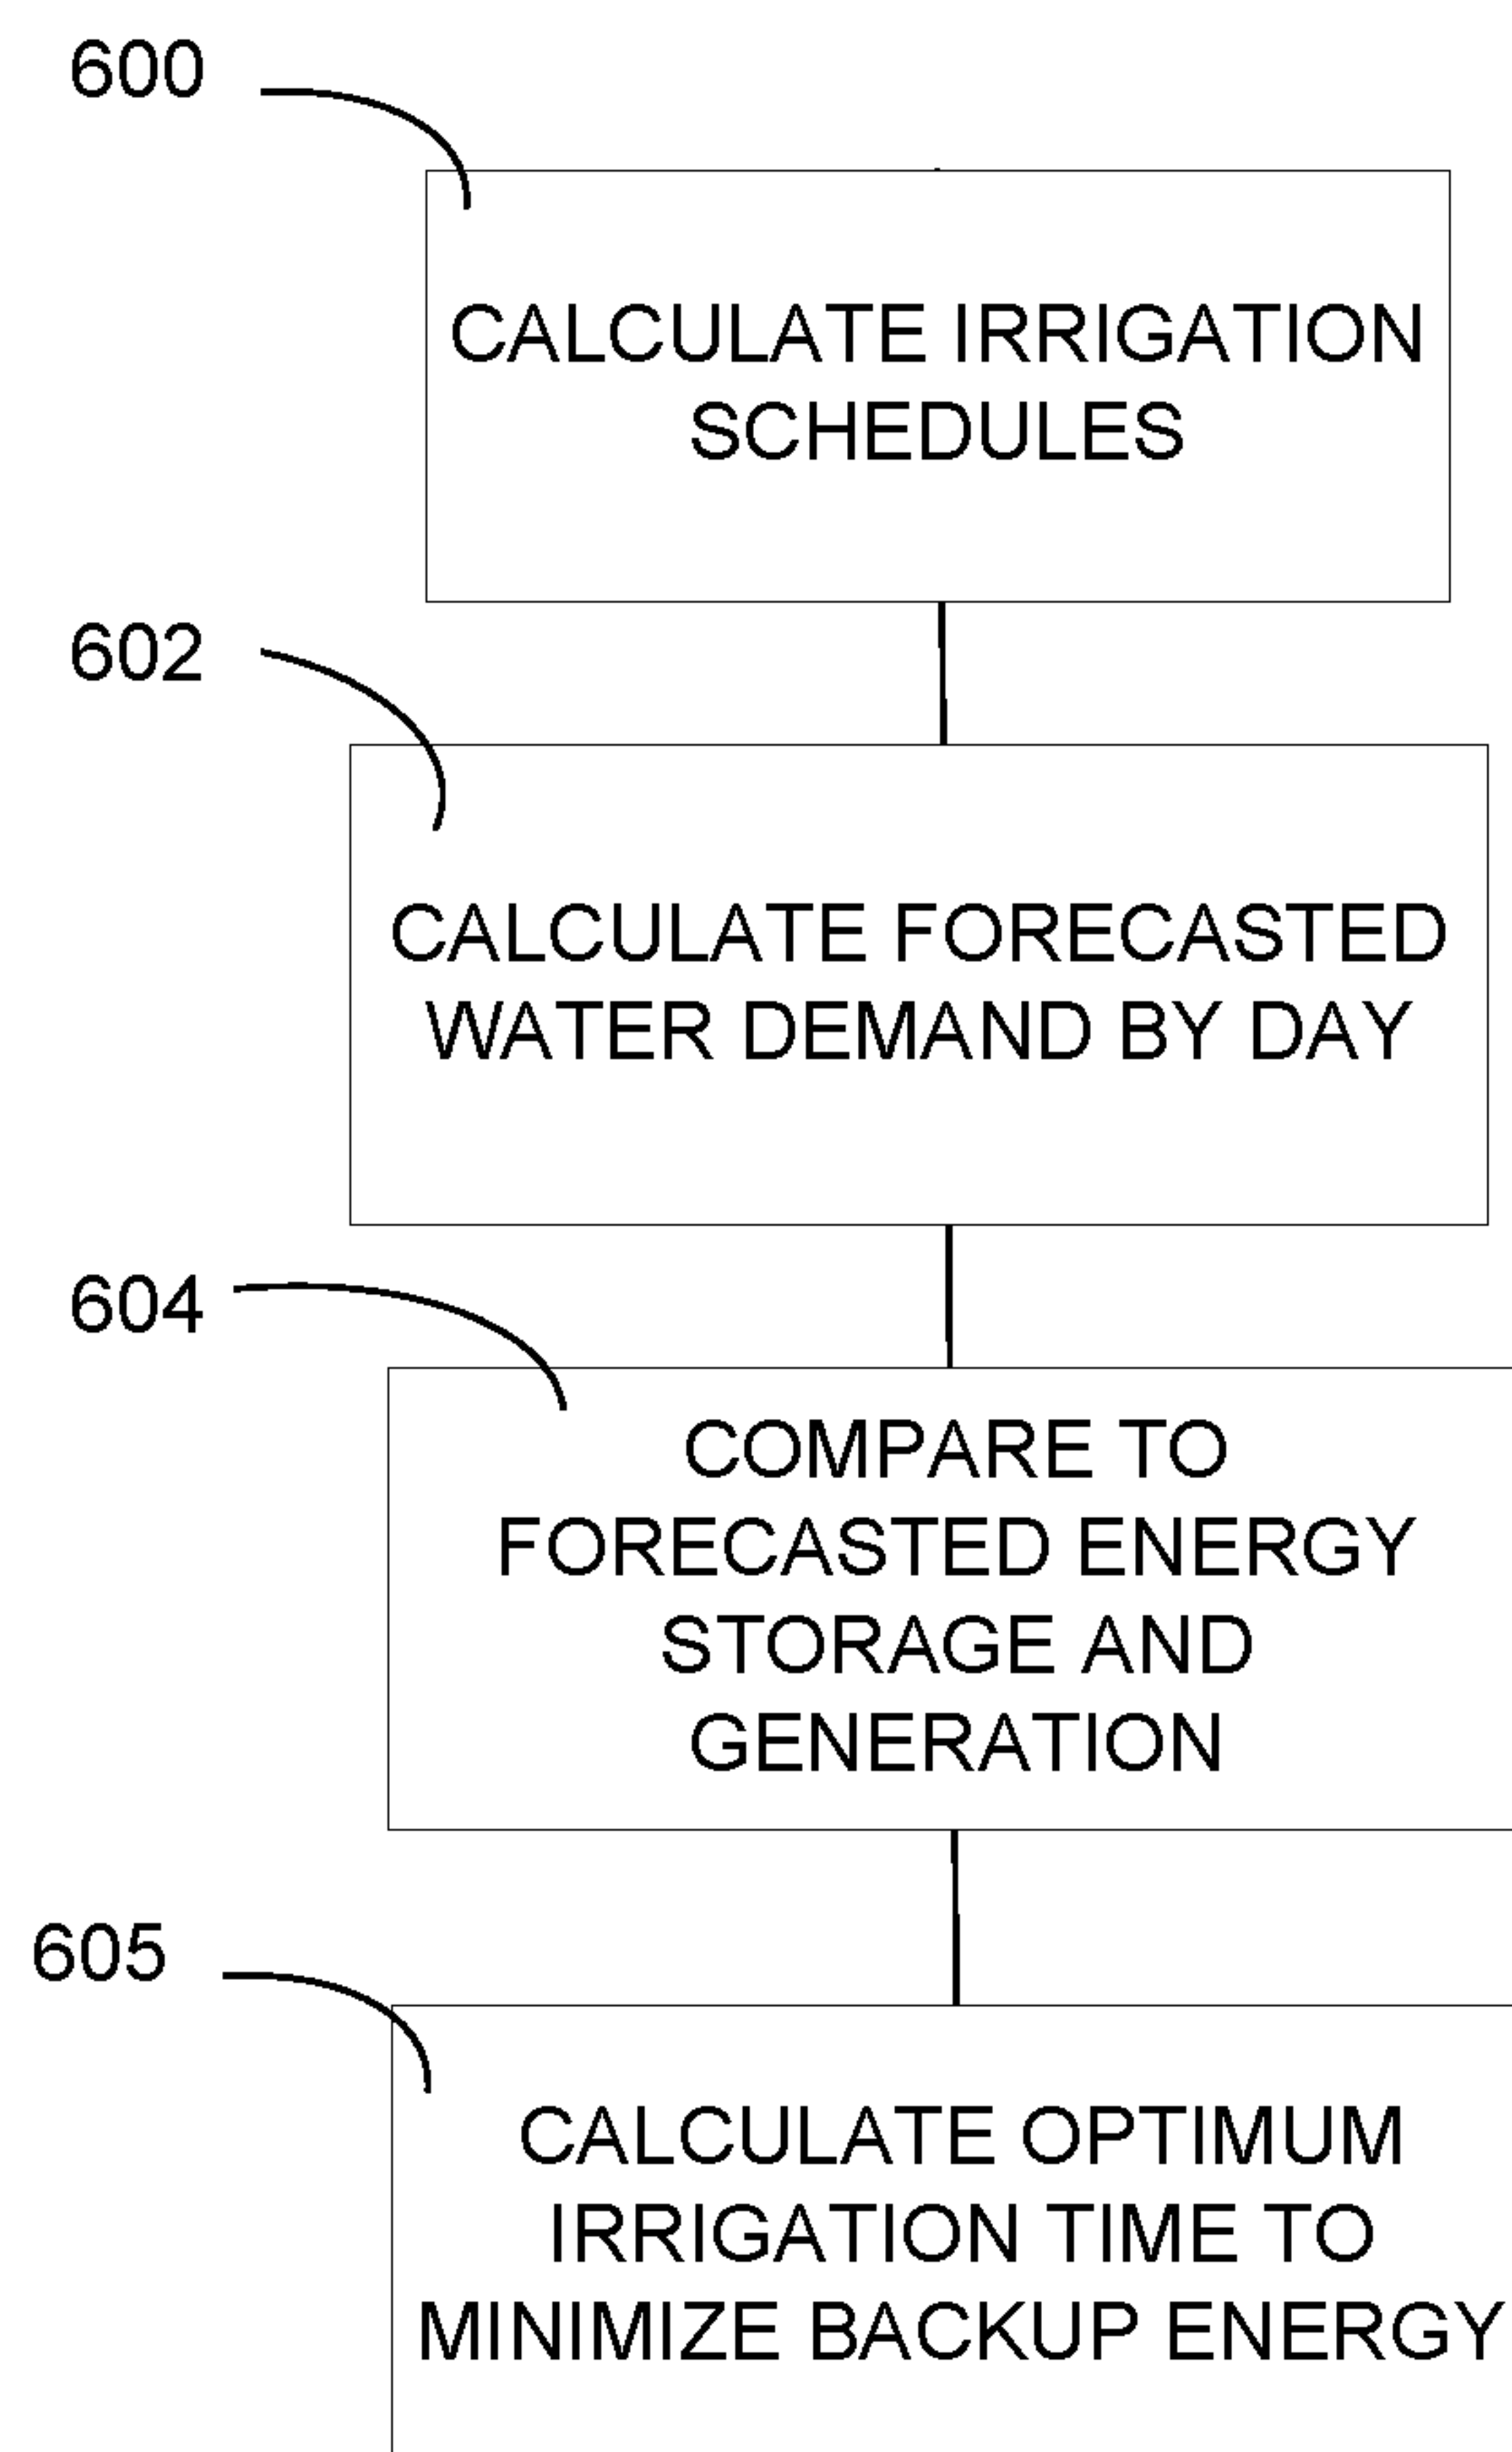 600
CALCULATE IRRIGATION
SCHEDULES
602
CALCULATE FORECASTED
WATER DEMAND BY DAY
604
COMPARE TO
FORECASTED ENERGY
STORAGE AND
GENERATION
605
CALCULATE OPTIMUM
IRRIGATION TIME TO
MINIMIZE BACKUP ENERGY